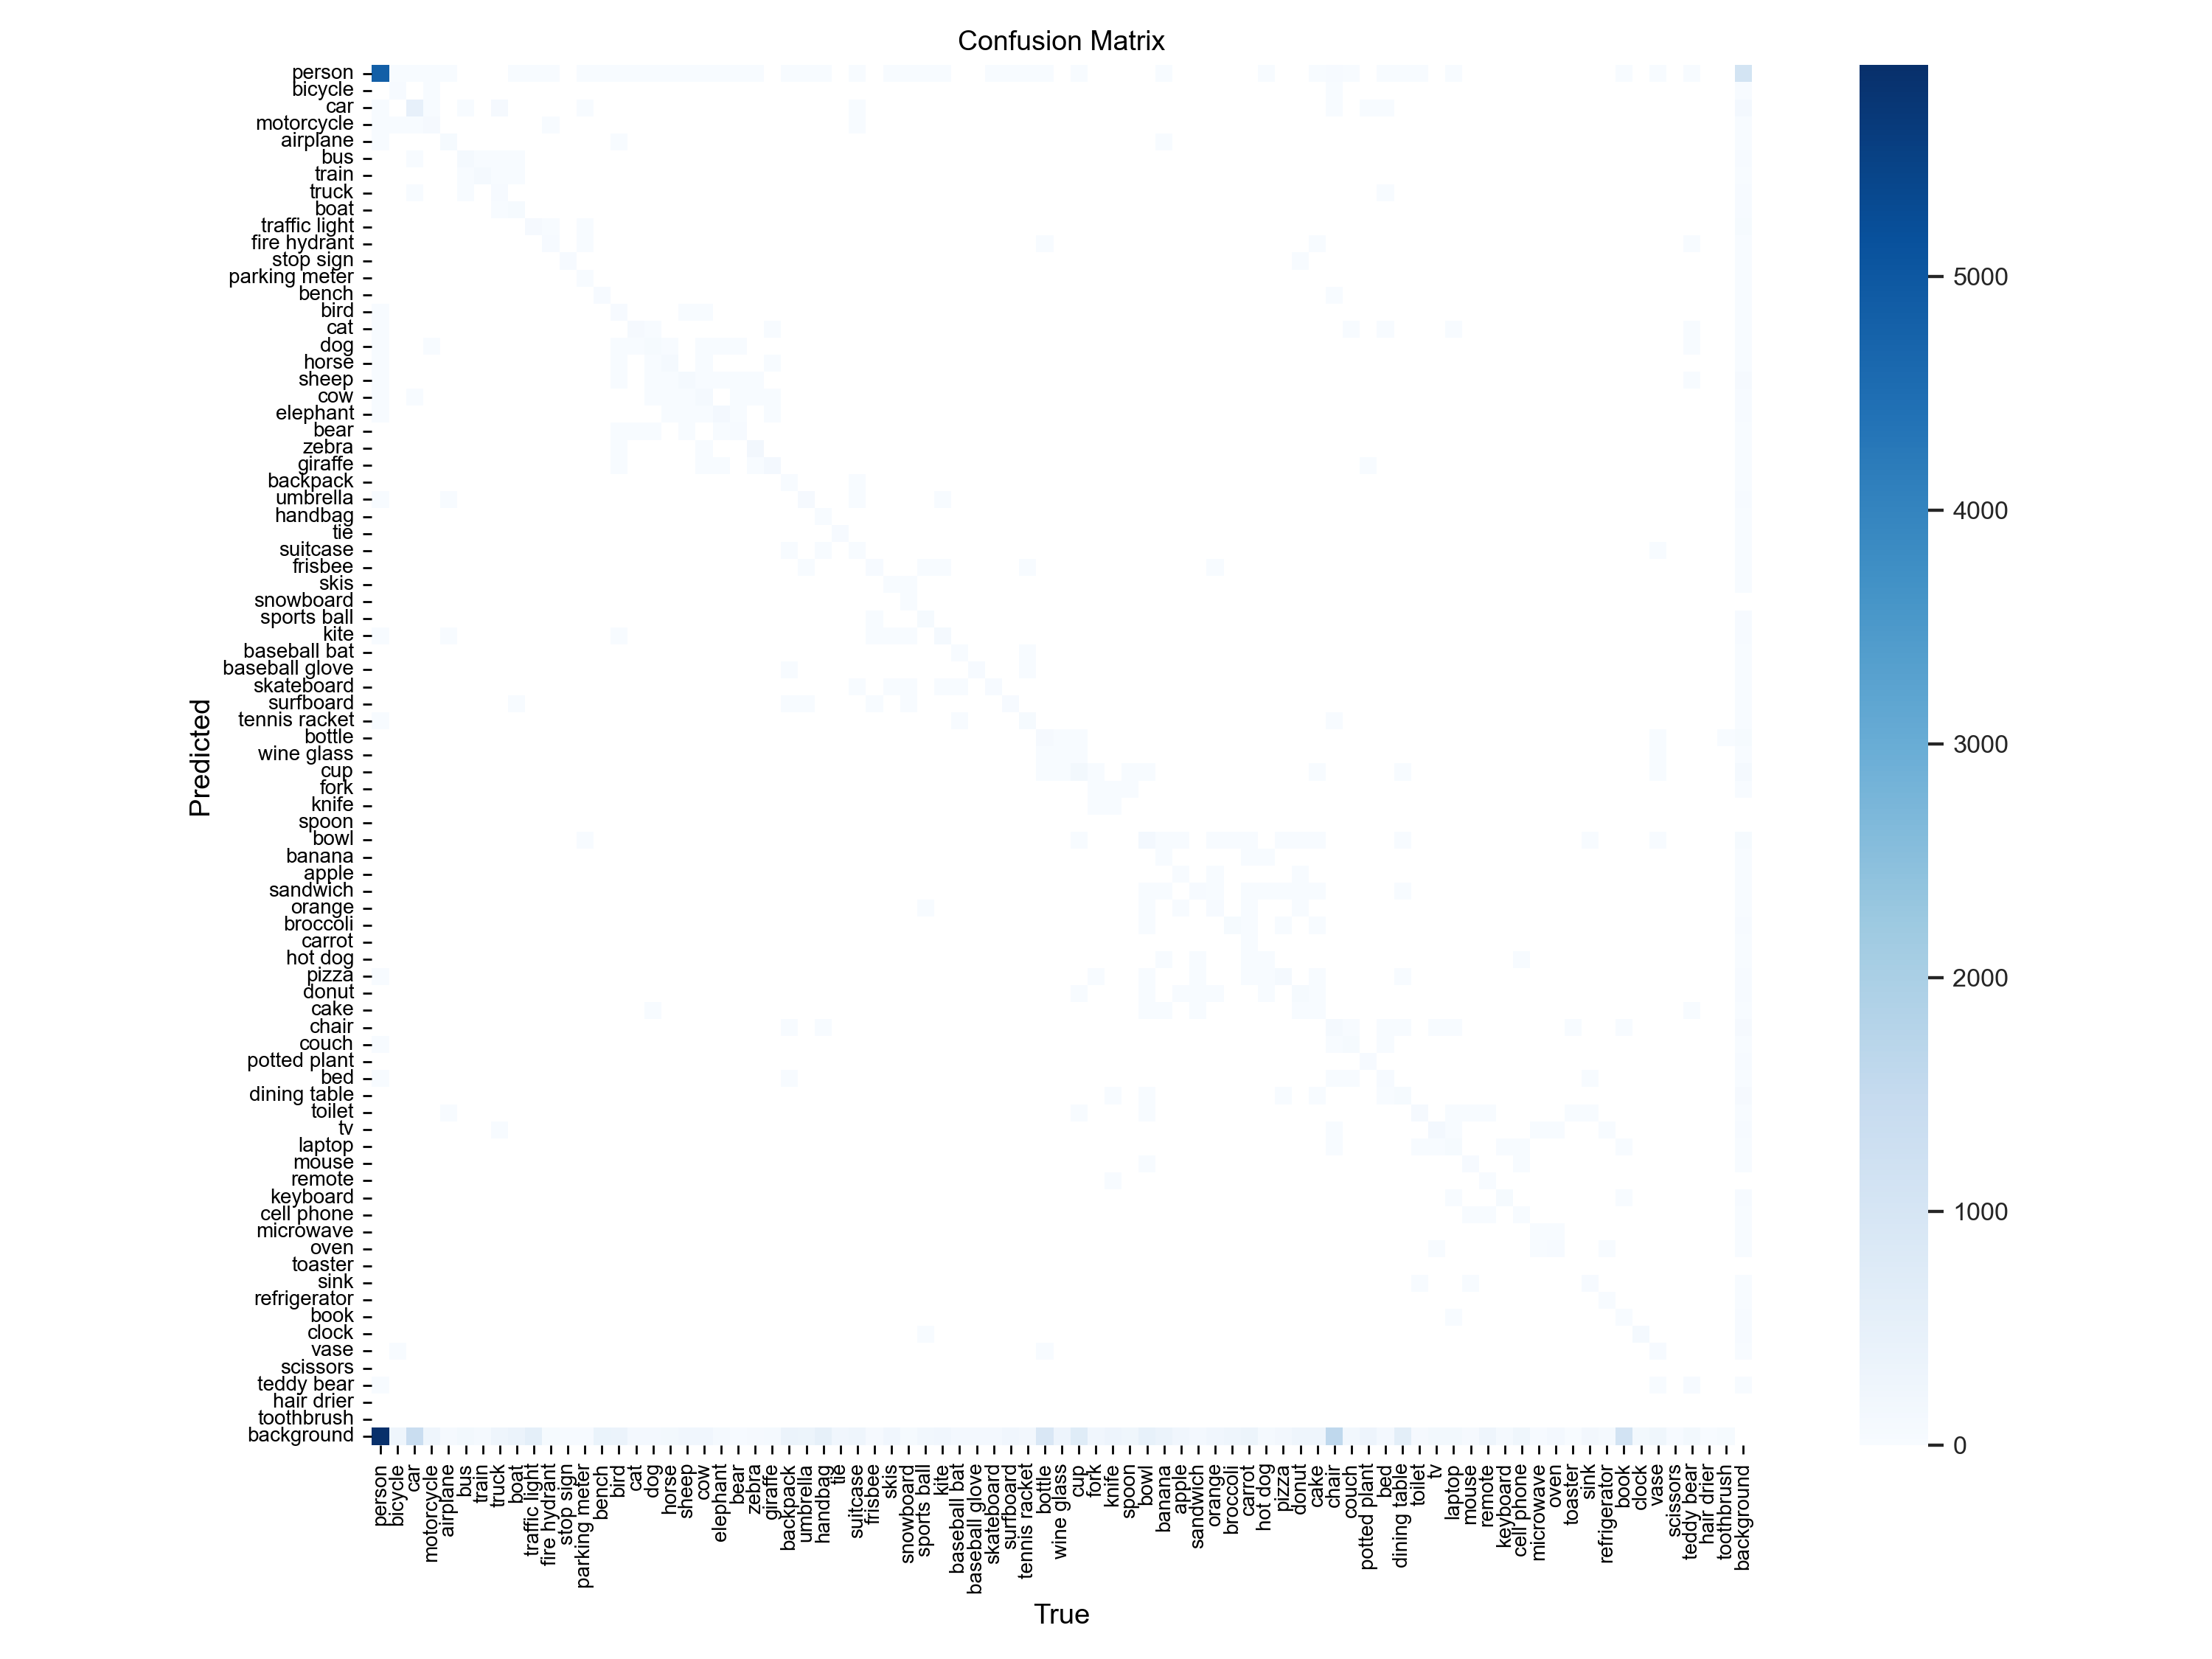 Confusion Matrix
person
bicycle
car
motorcycle
airplane
bus
train
truck
boat
traffic light
fire hydrant
stop sign
parking meter
bench
bird
cat
dog
horse
sheep
cow
elephant
bear
zebra
giraffe
backpack
umbrella
handbag
tie
suitcase
frisbee
skis
snowboard
sports ball
kite
baseball bat
baseball glove
skateboard
surfboard
tennis racket
bottle
wine glass
cup
fork
knife
spoon
bowl
banana
apple
sandwich
orange
broccoli
carrot
hot dog
pizza
donut
cake
chair
couch
potted plant
bed
dining table
toilet
tv
laptop
mouse
remote
keyboard
cell phone
microwave
oven
toaster
sink
refrigerator
book
clock
vase
scissors
teddy bear
hair drier
toothbrush
background
Predicted
person
bicycle
car
motorcycle
airplane
bus
train
truck
boat
traffic light
fire hydrant
stop sign
parking meter
bench
bird
cat
dog
horse
sheep
cow
elephant
bear
zebra
giraffe
backpack
umbrella
handbag
tie
suitcase
frisbee
skis
snowboard
sports ball
kite
baseball bat
baseball glove
skateboard
surfboard
tennis racket
bottle
wine glass
cup
fork
knife
spoon
bowl
banana
apple
sandwich
orange
broccoli
carrot
hot dog
pizza
donut
cake
chair
couch
potted plant
bed
dining table
toilet
tv
laptop
mouse
remote
keyboard
cell phone
microwave
oven
toaster
sink
refrigerator
book
clock
vase
scissors
teddy bear
hair drier
toothbrush
background
True
5000
4000
3000
2000
1000
0